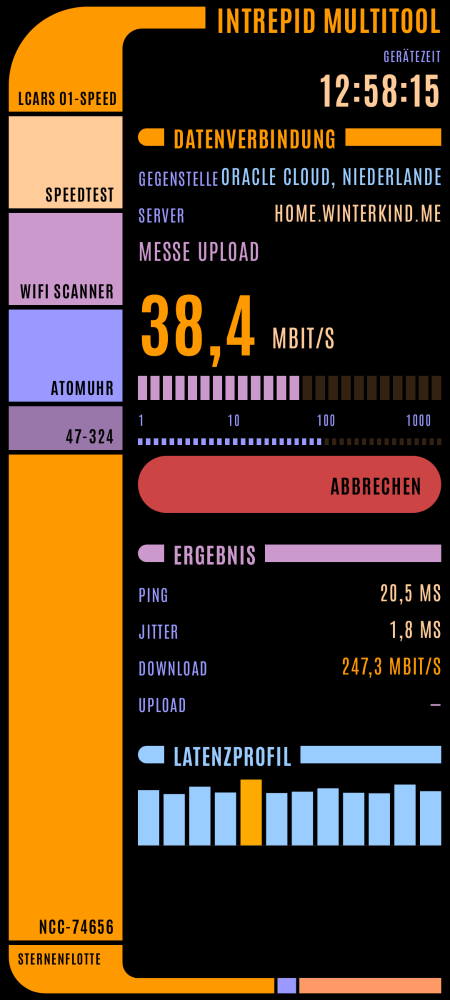 INTREPID MULTITOOL
GERÄTEZEIT
12:58:15
LCARS 01-SPEED
SPEEDTEST
WIFI SCANNER
ATOMUHR
47-324
NCC-74656
STERNENFLOTTE
DATENVERBINDUNG
GEGENSTELLE ORACLE CLOUD, NIEDERLANDE
SERVER HOME.WINTERKIND.ME
MESSE UPLOAD
38,4 MBIT/S
1 10 100 1000
ABBRECHEN
ERGEBNIS
PING 20,5 MS
JITTER 1,8 MS
DOWNLOAD 247,3 MBIT/S
UPLOAD —
LATENZPROFIL